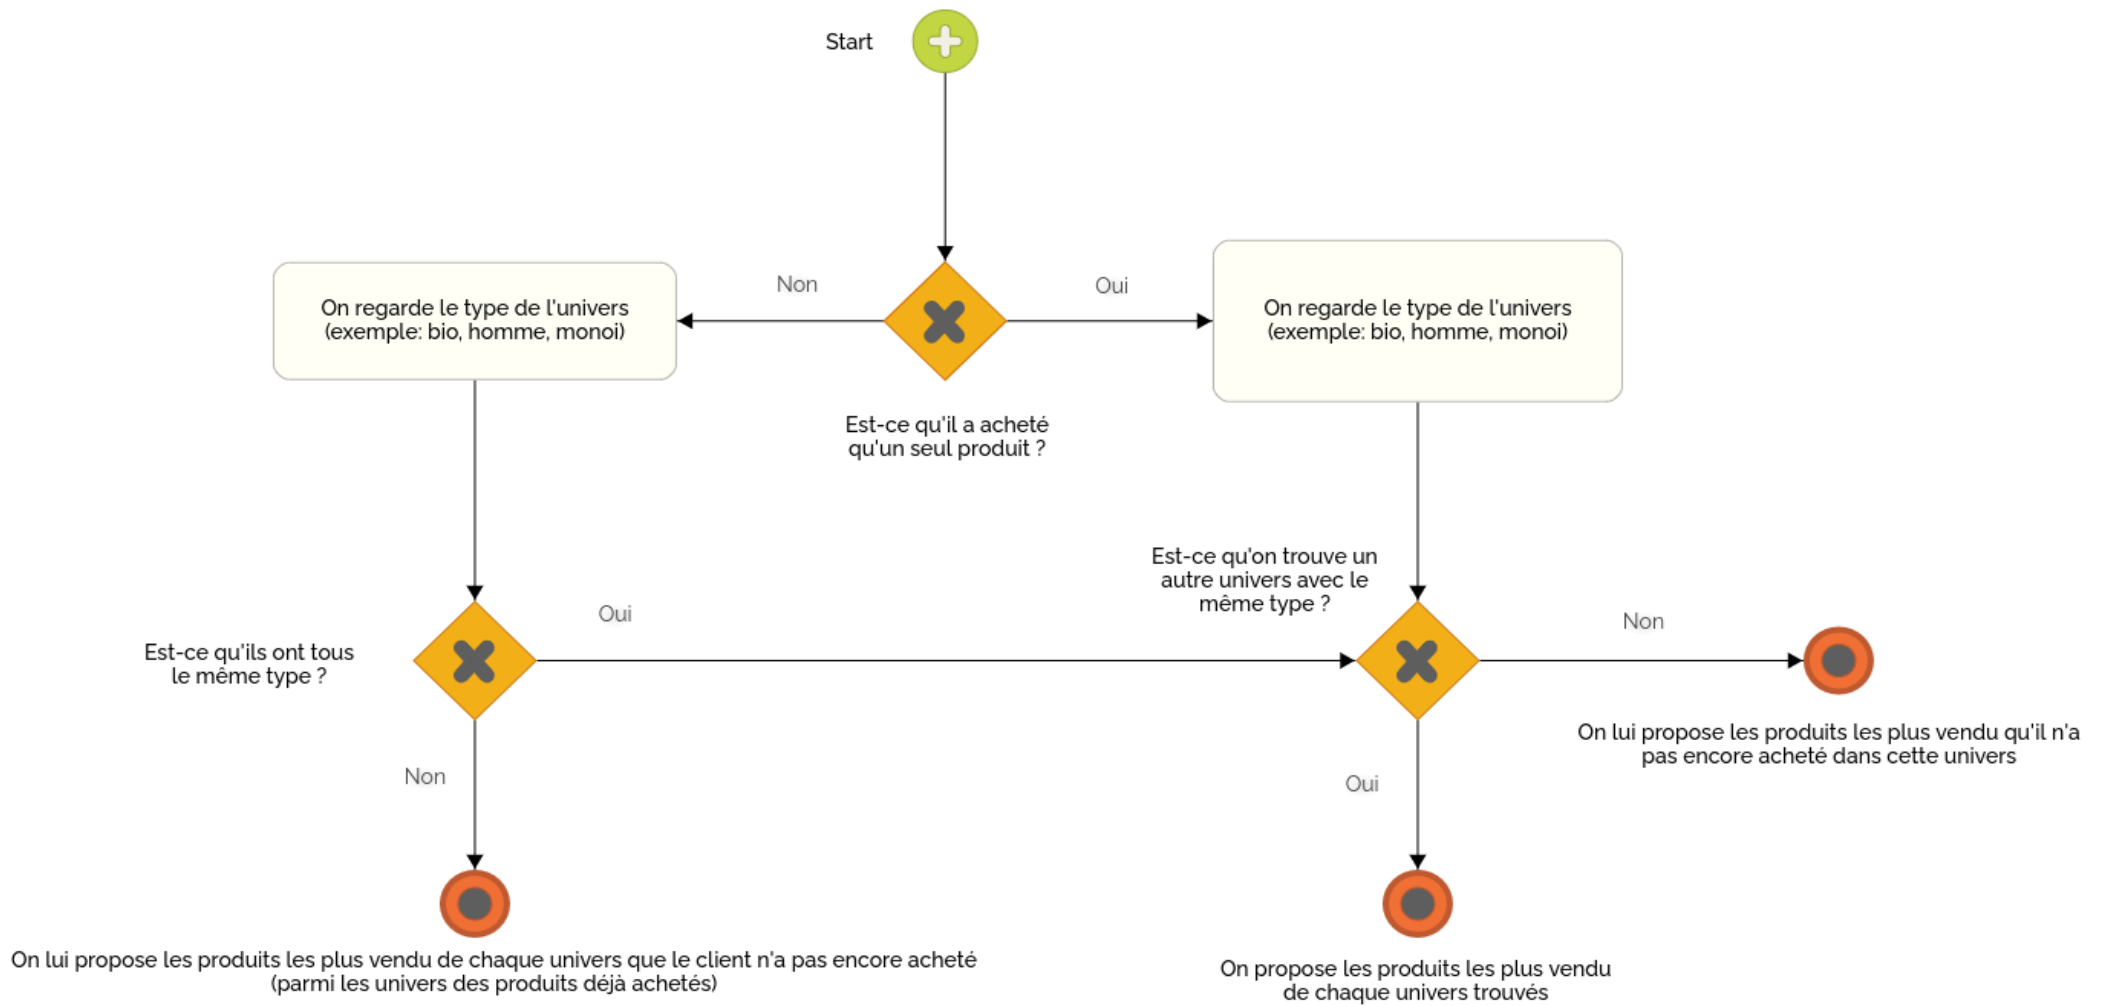 Start
Non
Oui
On regarde le type de l'univers
(exemple: bio, homme, monoi)
On regarde le type de l'univers
(exemple: bio, homme, monoi)
Est-ce qu'il a acheté
qu'un seul produit ?
Est-ce qu'on trouve un
autre univers avec le
même type ?
Oui
Non
Est-ce qu'ils ont tous
le même type ?
On lui propose les produits les plus vendu qu'il n'a
pas encore acheté dans cette univers
Non
Oui
On lui propose les produits les plus vendu de chaque univers que le client n'a pas encore acheté
(parmi les univers des produits déjà achetés)
On propose les produits les plus vendu
de chaque univers trouvés